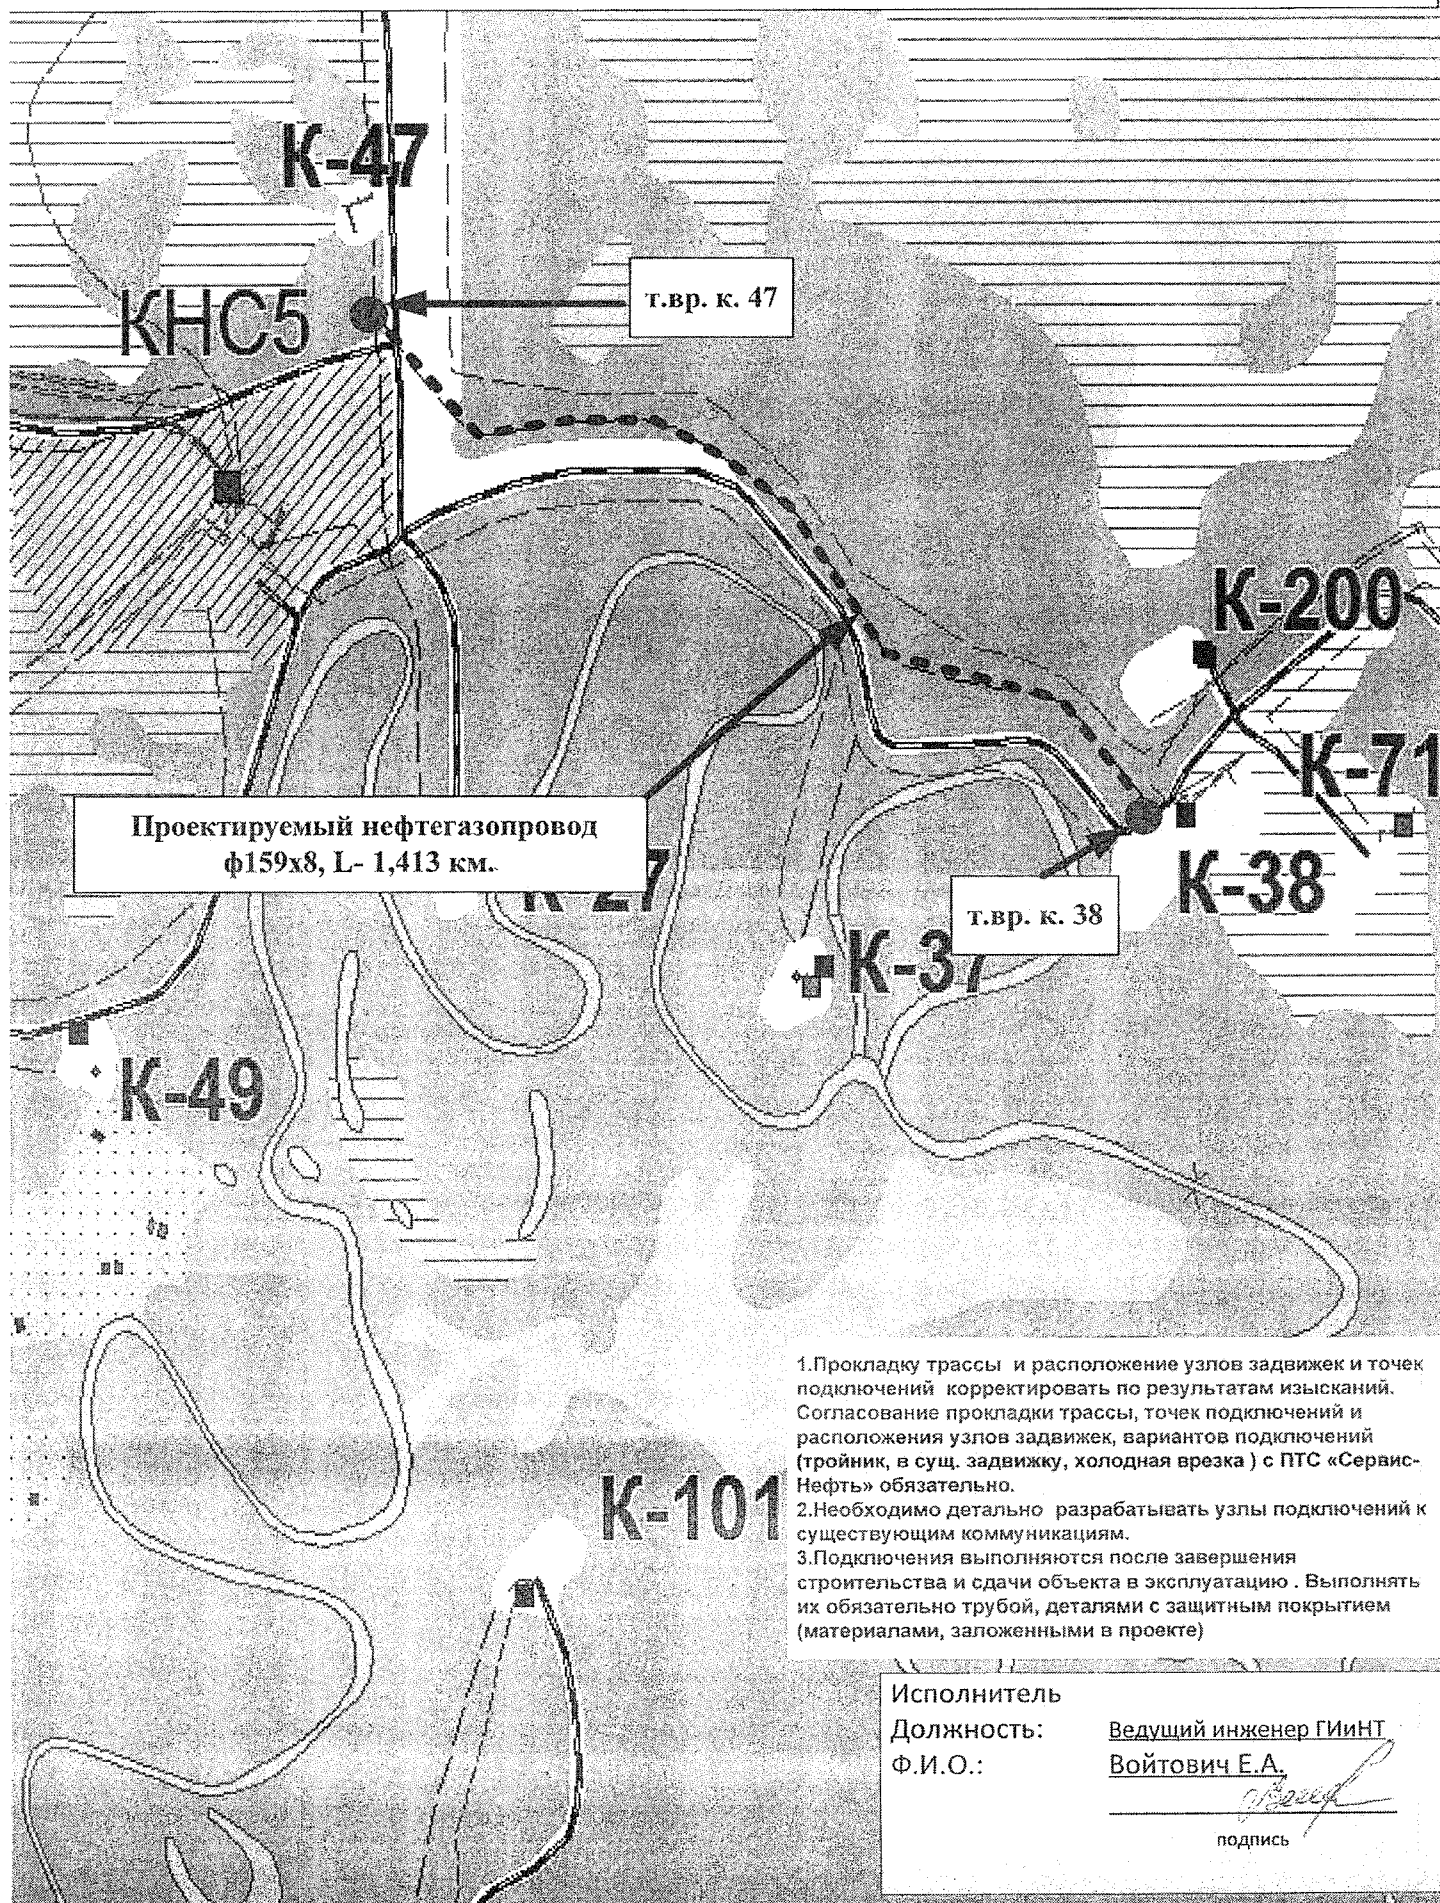 К-47
т.вр. к. 47
КНС5
К-200
К-71
Проектируемый нефтегазопровод
ф159х8, L- 1,413 км.
К-27
К-38
т.вр. к. 38
К-37
К-49
1.Прокладку трассы и расположение узлов задвижек и точек
подключений корректировать по результатам изысканий.
Согласование прокладки трассы, точек подключений и
расположения узлов задвижек, вариантов подключений
(тройник, в сущ. задвижку, холодная врезка ) с ПТС «Сервис-
Нефть» обязательно.
2.Необходимо детально разрабатывать узлы подключений к
существующим коммуникациям.
3.Подключения выполняются после завершения
строительства и сдачи объекта в эксплуатацию . Выполнять
их обязательно трубой, деталями с защитным покрытием
(материалами, заложенными в проекте)
К-101
Исполнитель
Должность: Ведущий инженер ГИиНТ
Ф.И.О.: Войтович Е.А.
подпись